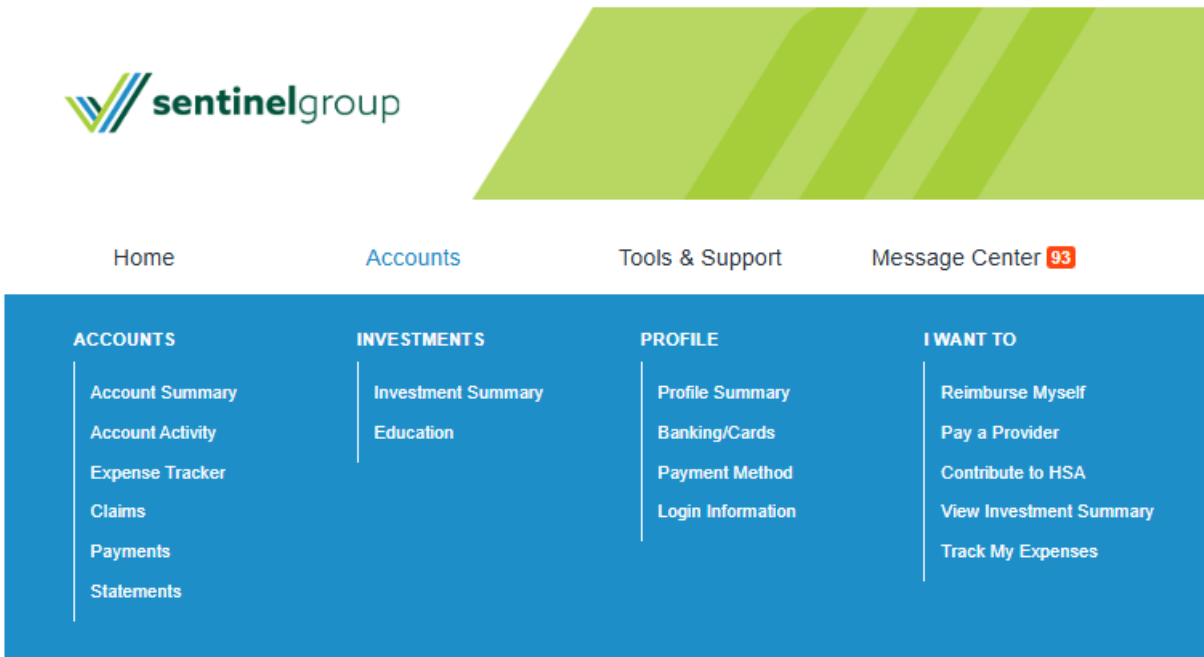 sentinelgroup
Home
Accounts
Tools & Support
Message Center 93
ACCOUNTS
Account Summary
Account Activity
Expense Tracker
Claims
Payments
Statements
INVESTMENTS
Investment Summary
Education
PROFILE
Profile Summary
Banking/Cards
Payment Method
Login Information
I WANT TO
Reimburse Myself
Pay a Provider
Contribute to HSA
View Investment Summary
Track My Expenses